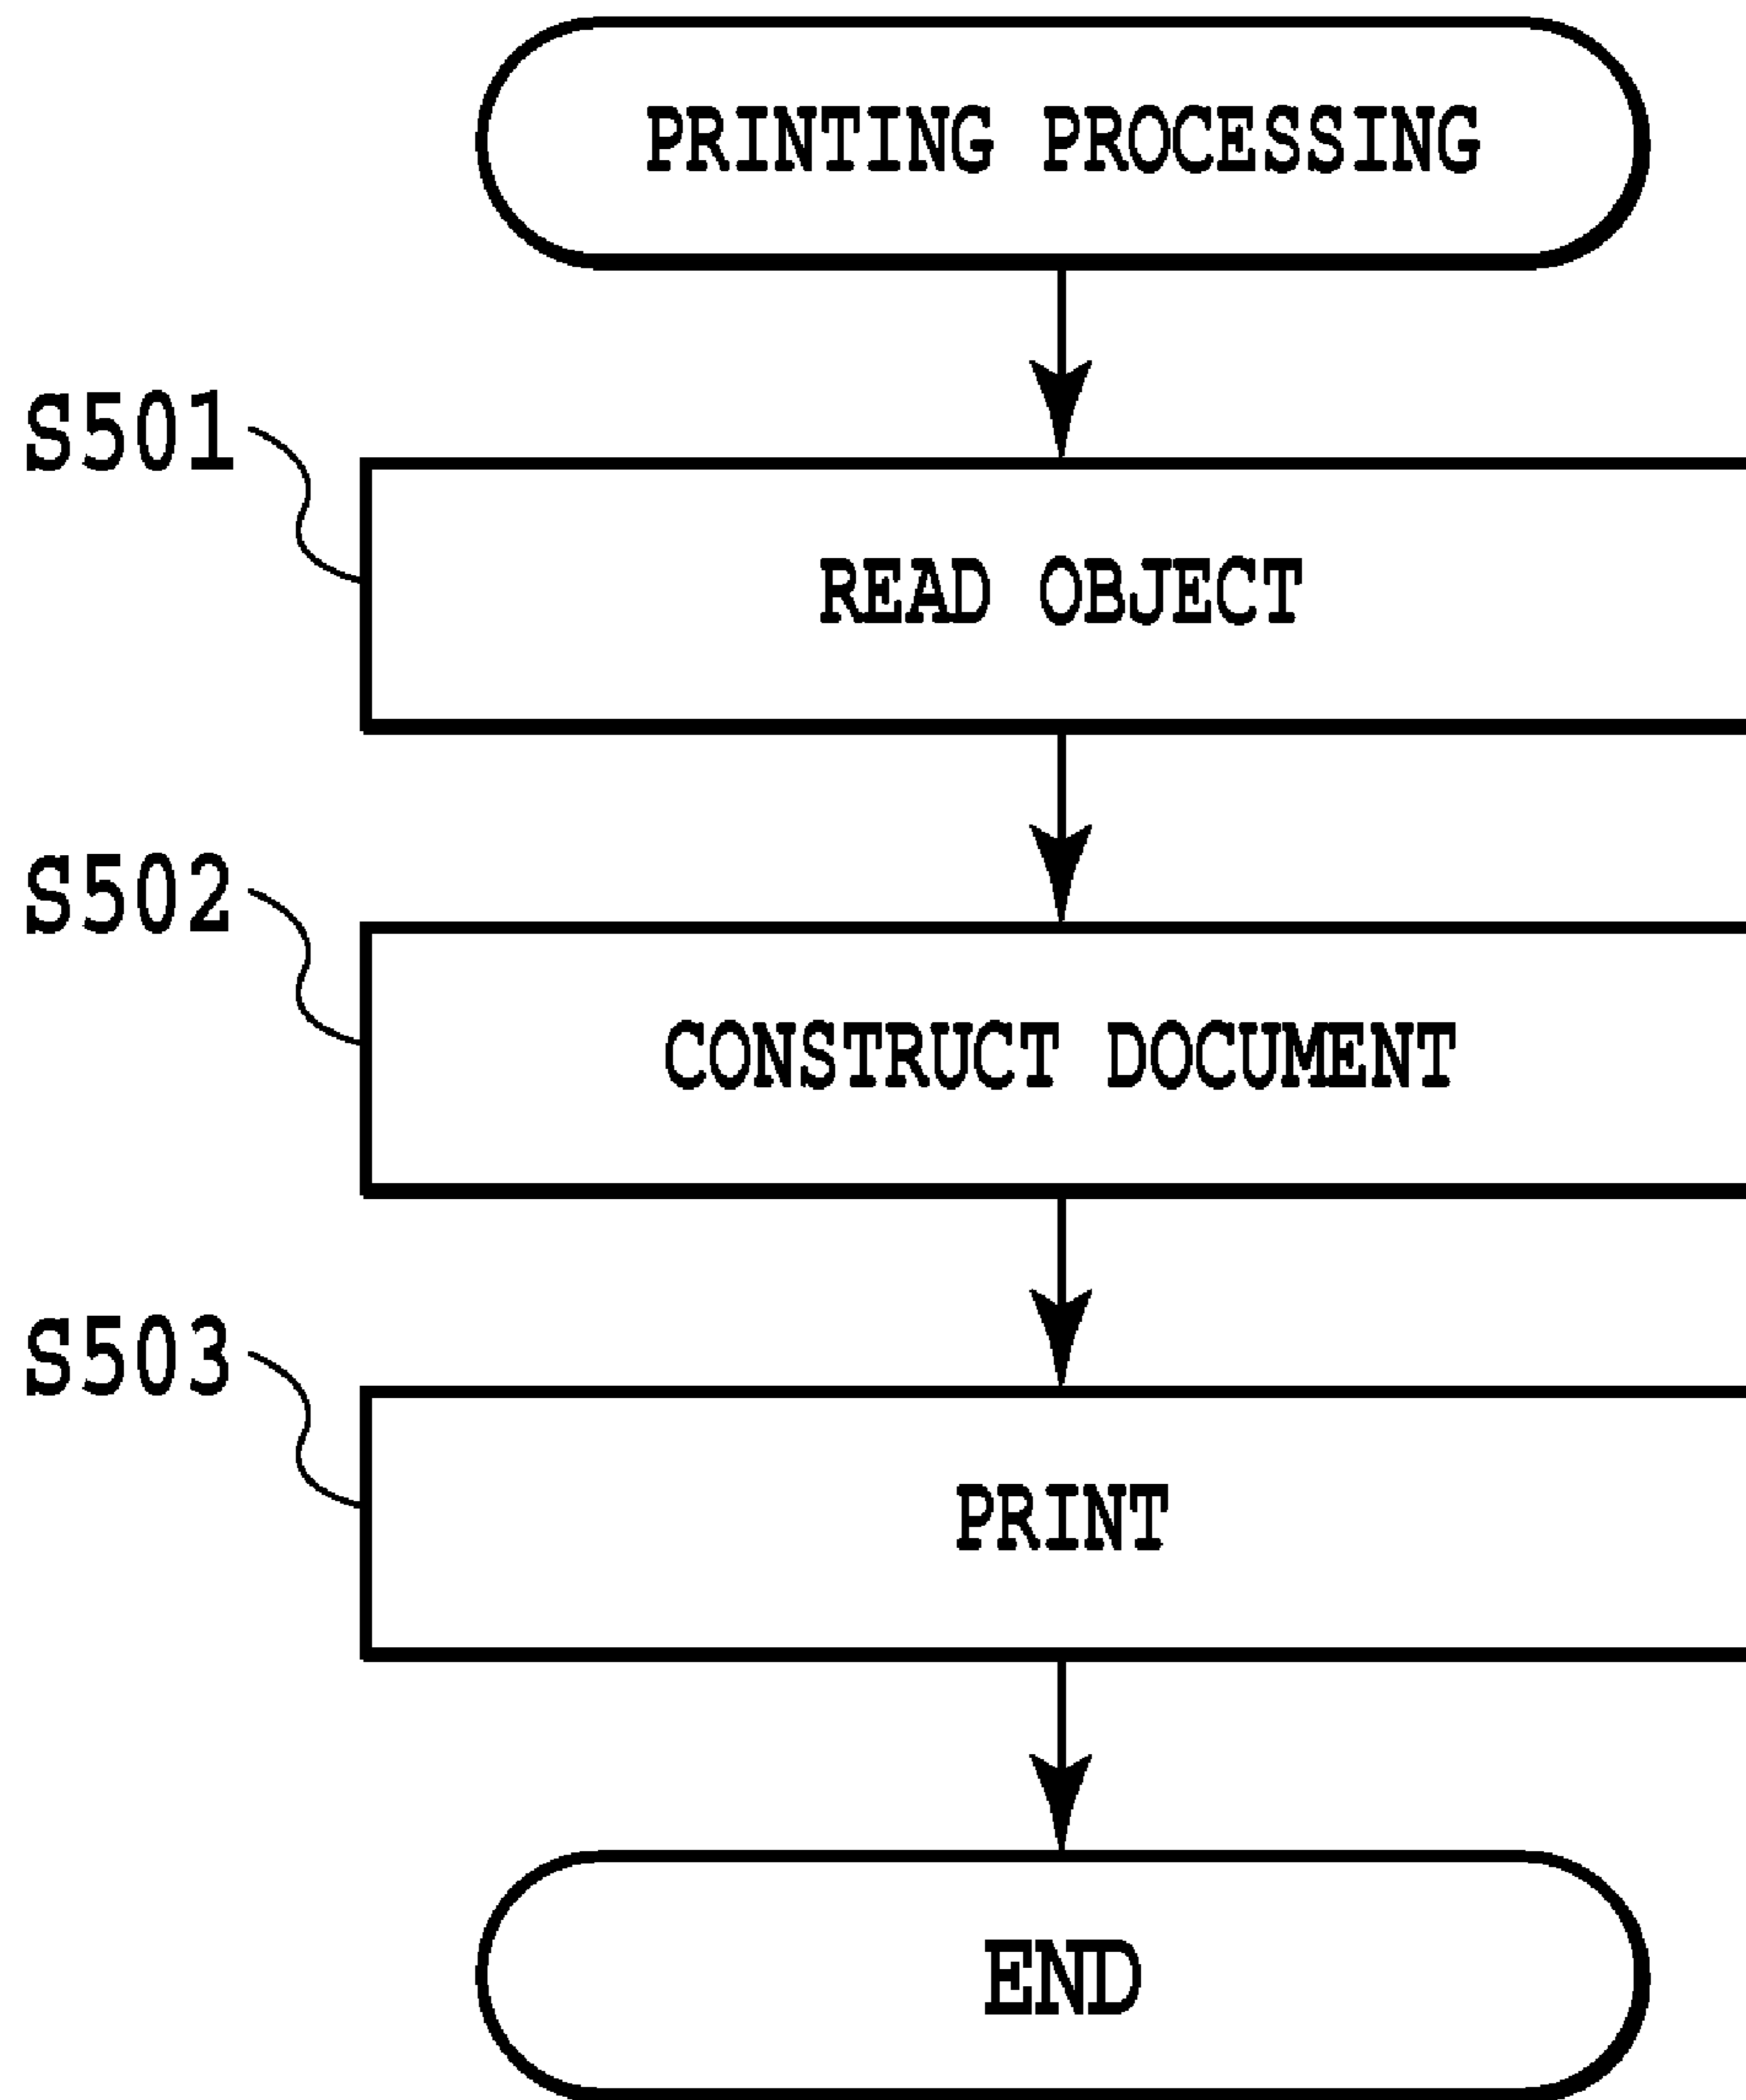 PRINTING PROCESSING
S501
READ OBJECT
S502
CONSTRUCT DOCUMENT
S503
PRINT
END